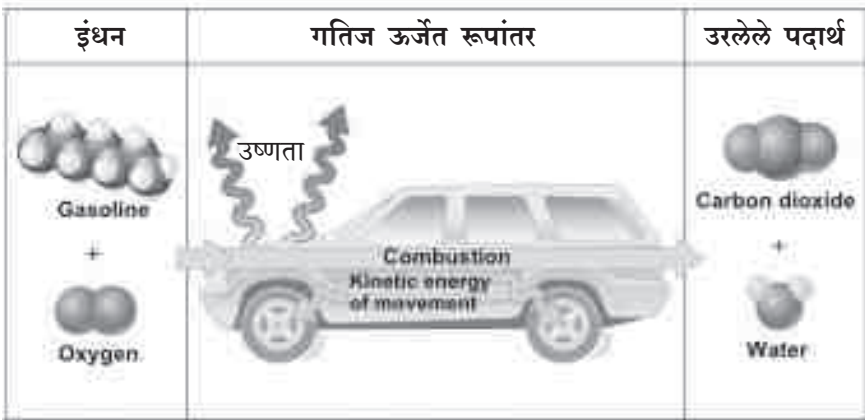 इंधन
गतिज ऊर्जेत रूपांतर
उरलेले पदार्थ
उष्णता
Gasoline
+
Oxygen
Combustion
Kinetic energy
of movement
Carbon dioxide
+
Water